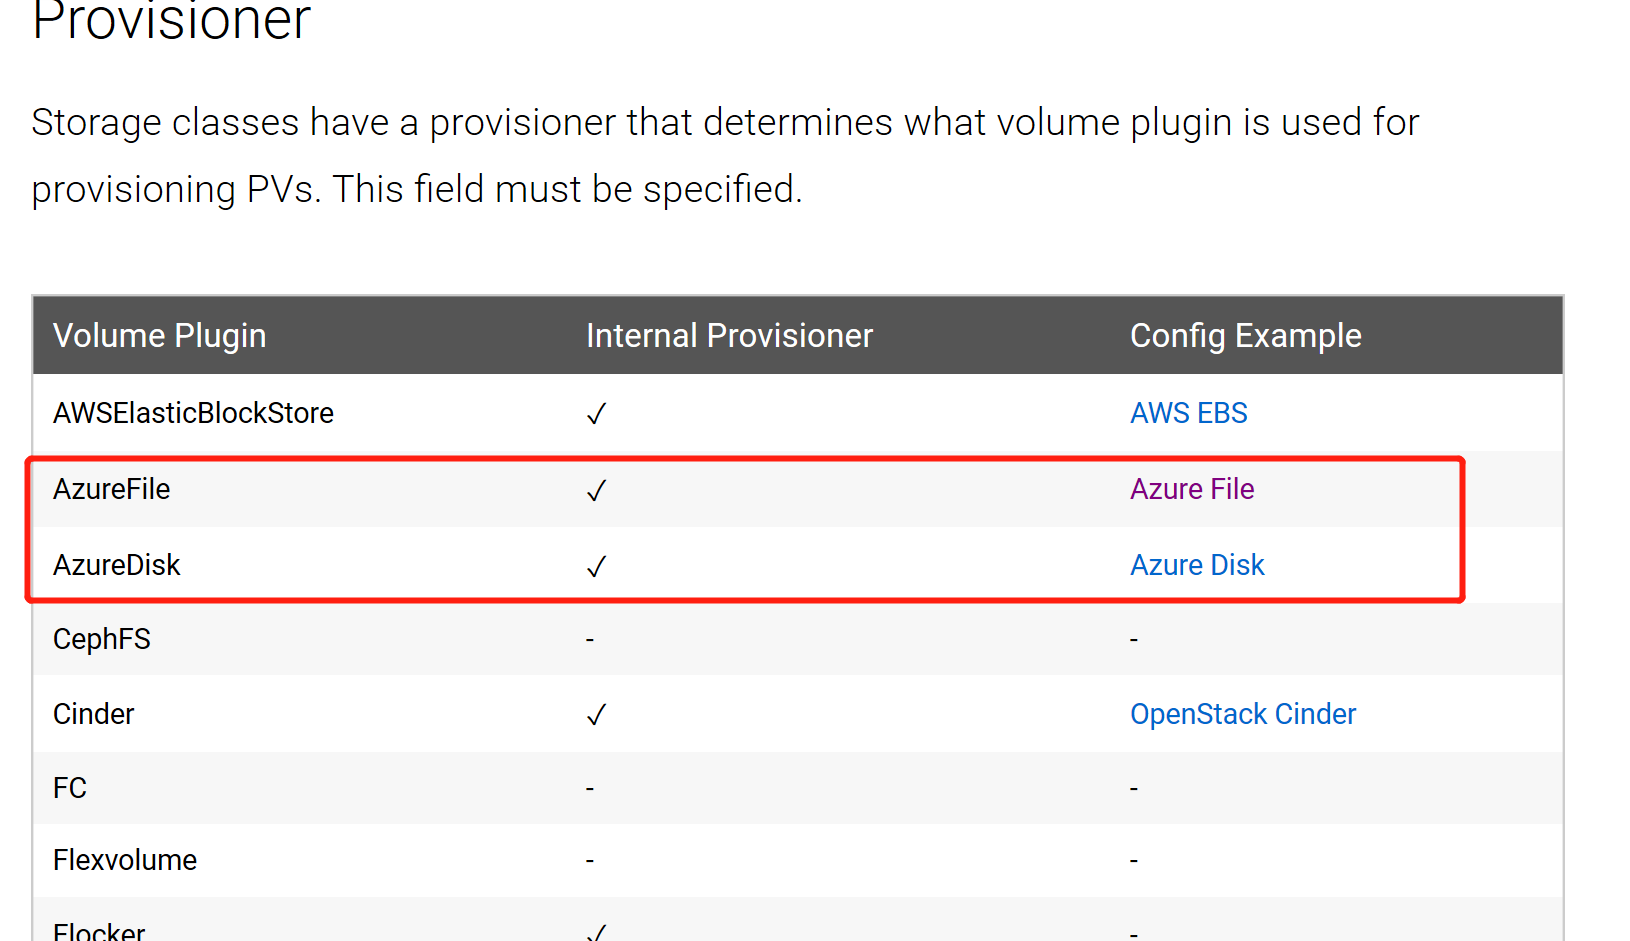 Provisioner
Storage classes have a provisioner that determines what volume plugin is used for
provisioning PVs. This field must be specified.
Volume Plugin Internal Provisioner Config Example
AWSElasticBlockStore ✓ AWS EBS
AzureFile ✓ Azure File
AzureDisk ✓ Azure Disk
CephFS - -
Cinder ✓ OpenStack Cinder
FC - -
Flexvolume - -
Flocker ✓ -